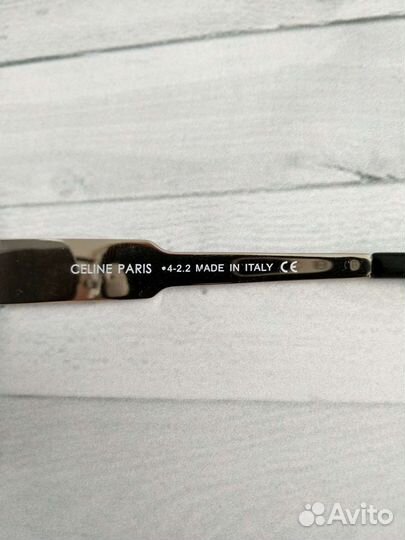 CELINE PARIS •4-2.2 MADE IN ITALY CE
Avito